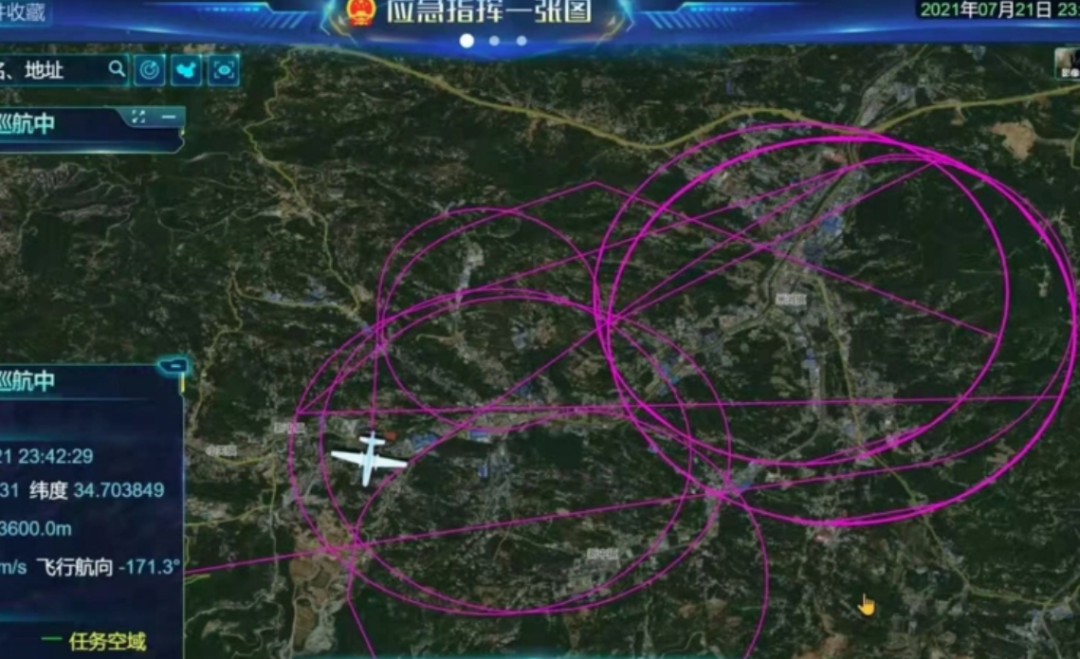 件收藏
应急指挥一张图
2021年07月21日 23:
名、地址
巡航中
巡航中
21 23:42:29
31 纬度 34.703849
3600.0m
m/s 飞行航向 -171.3°
任务空域